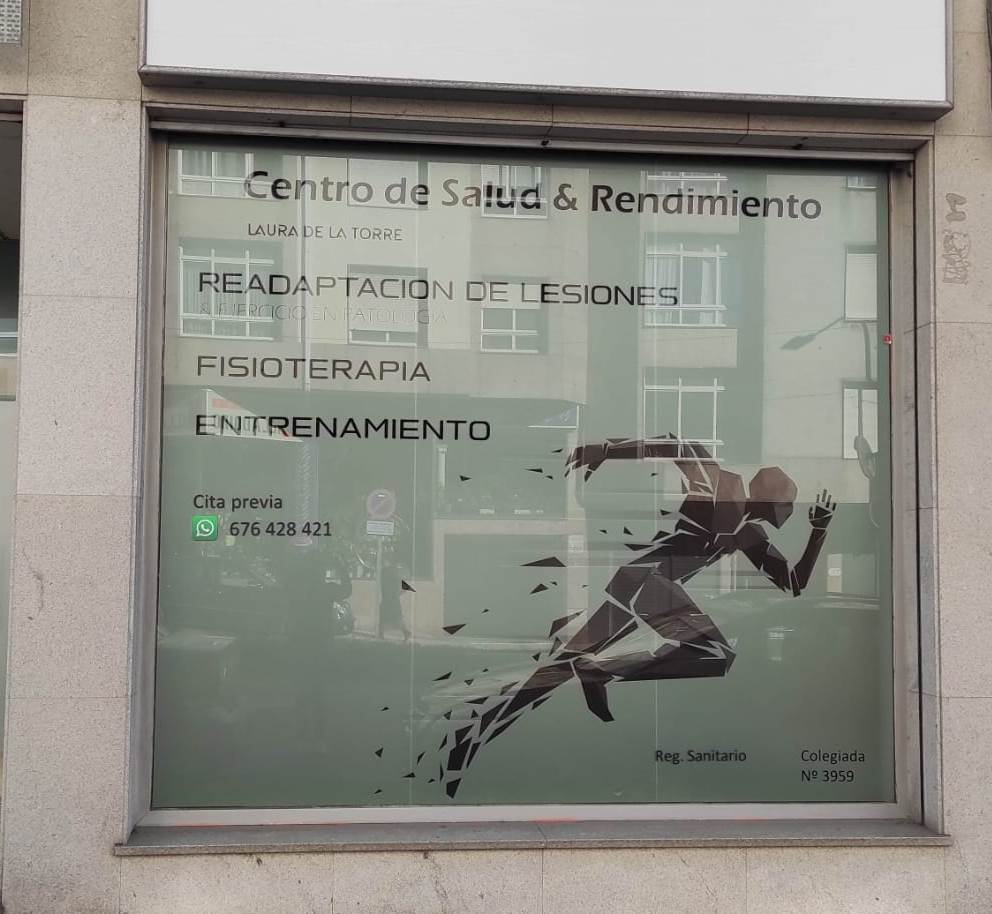 Centro de Salud & Rendimiento
LAURA DE LA TORRE
READAPTACION DE LESIONES
& EJERCICIO EN PATOLOGIA
FISIOTERAPIA
ENTRENAMIENTO
Cita previa
676 428 421
Reg. Sanitario
Colegiada
Nº 3959